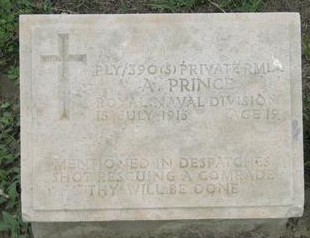 PLY/390(S) PRIVATE RMLI
A. PRINCE
ROYAL NAVAL DIVISION
15 JULY 1915 AGE 19
MENTIONED IN DESPATCHES
SHOT RESCUING A COMRADE
THY WILL BE DONE